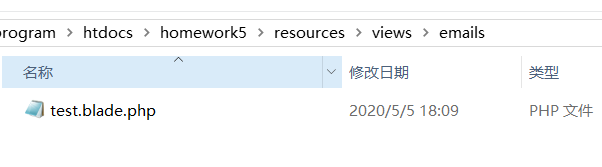 rogram > htdocs > homework5 > resources > views > emails
名称 修改日期 类型
test.blade.php 2020/5/5 18:09 PHP 文件